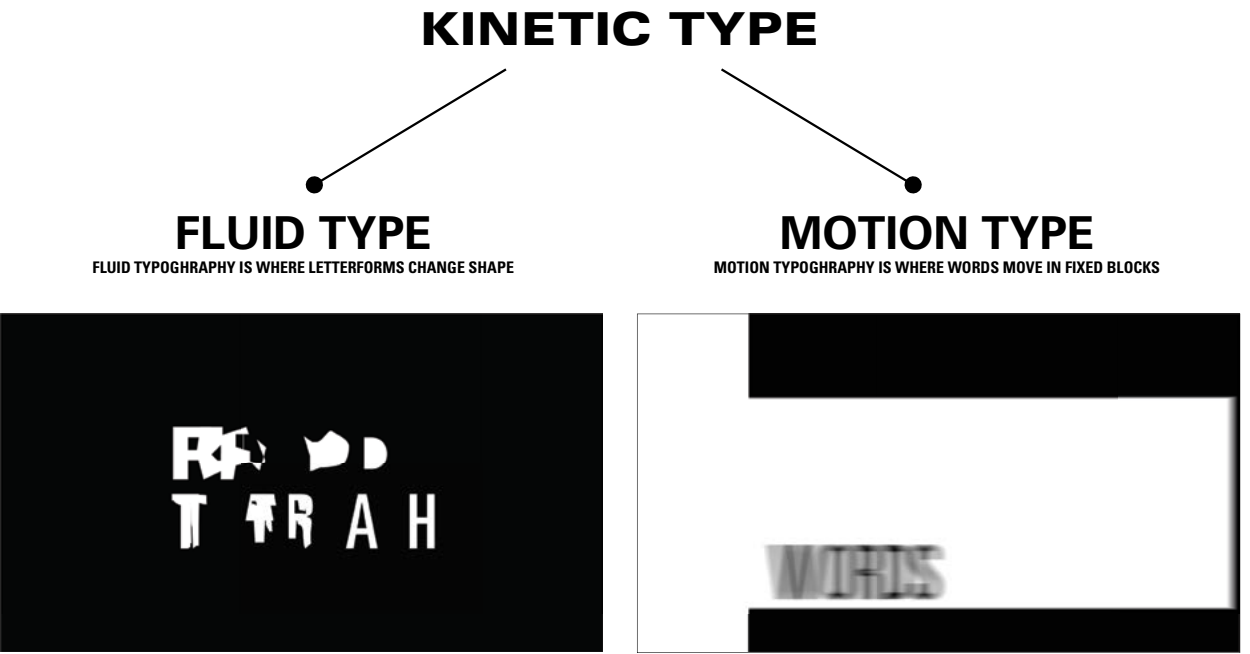 KINETIC TYPE
FLUID TYPE
FLUID TYPOGHRAPHY IS WHERE LETTERFORMS CHANGE SHAPE
MOTION TYPE
MOTION TYPOGHRAPHY IS WHERE WORDS MOVE IN FIXED BLOCKS
WORDS